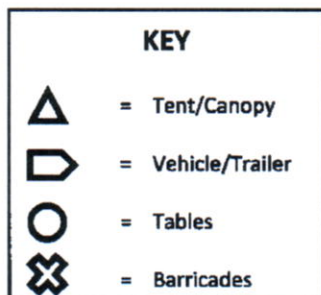 KEY
= Tent/Canopy
= Vehicle/Trailer
= Tables
= Barricades